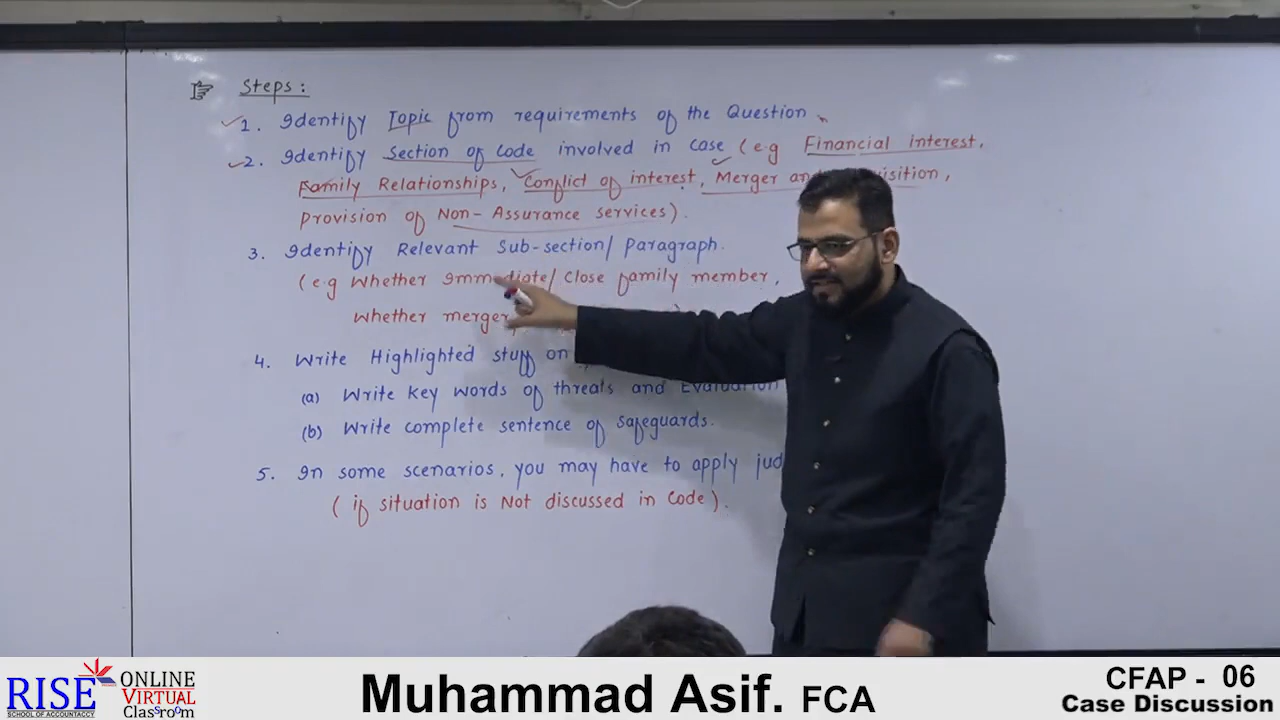 Steps:
1. Identify Topic from requirements of the Question
2. Identify Section of Code involved in case (e.g Financial interest,
Family Relationships, Conflict of interest, Merger and
provision of Non-Assurance services).
3. Identify Relevant Sub-section/ Paragraph.
(e.g Whether Immediate/ Close family member,
Whether merger
4. Write Highlighted stuff on
(a) Write key words of threats and Evaluation
(b) Write complete sentence of safeguards.
5. In some scenarios, you may have to apply
(if situation is Not discussed in Code).
RISE
SCHOOL OF ACCOUNTANCY
ONLINE
VIRTUAL
Classroom
Muhammad Asif. FCA
CFAP - 06
Case Discussion